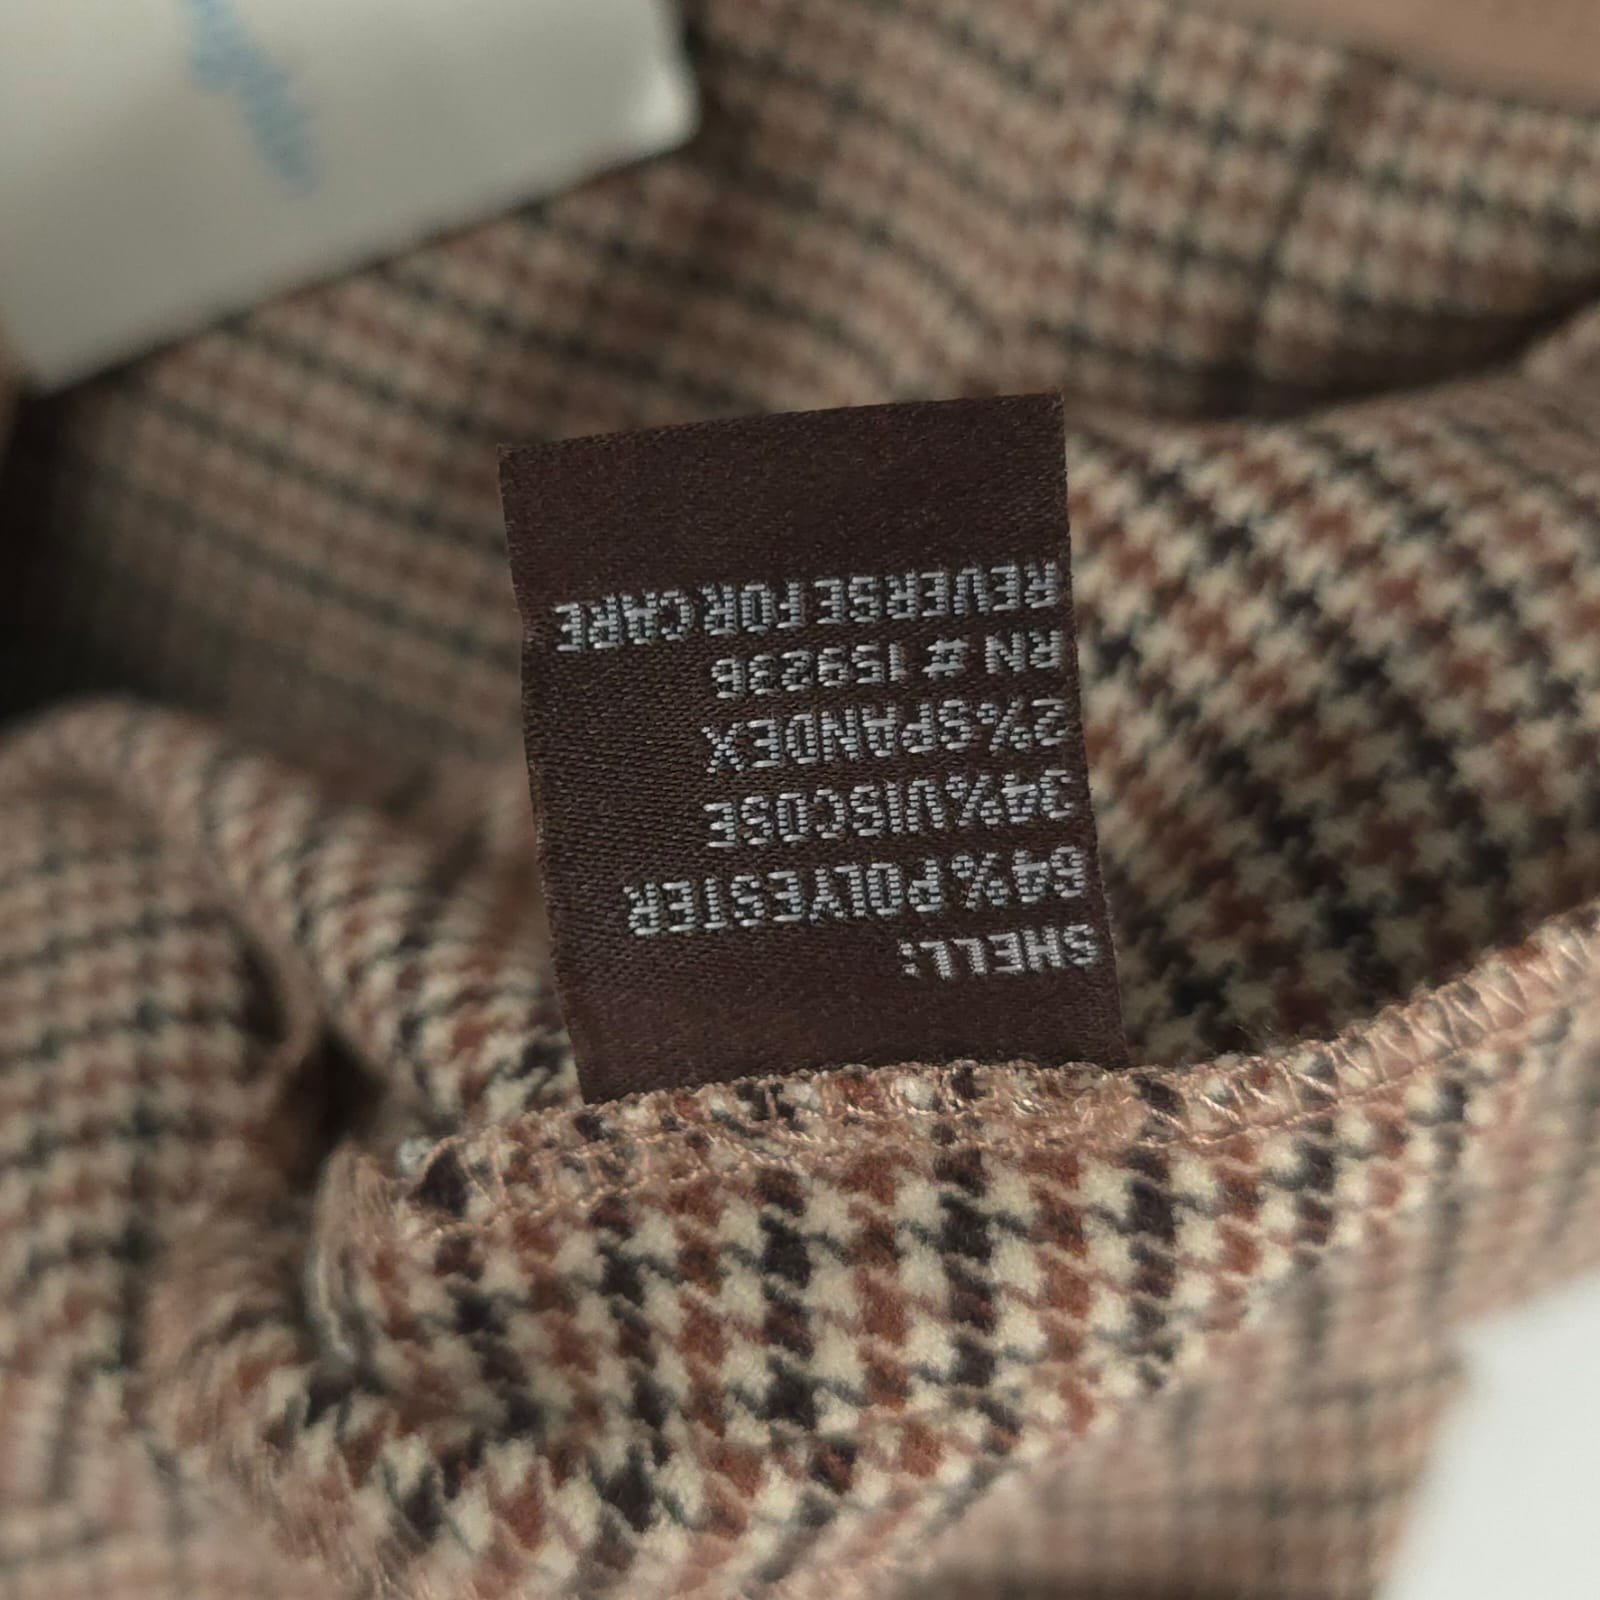 SHELL:
64% POLYESTER
34% VISCOSE
2% SPANDEX
RN # 159236
REVERSE FOR CARE